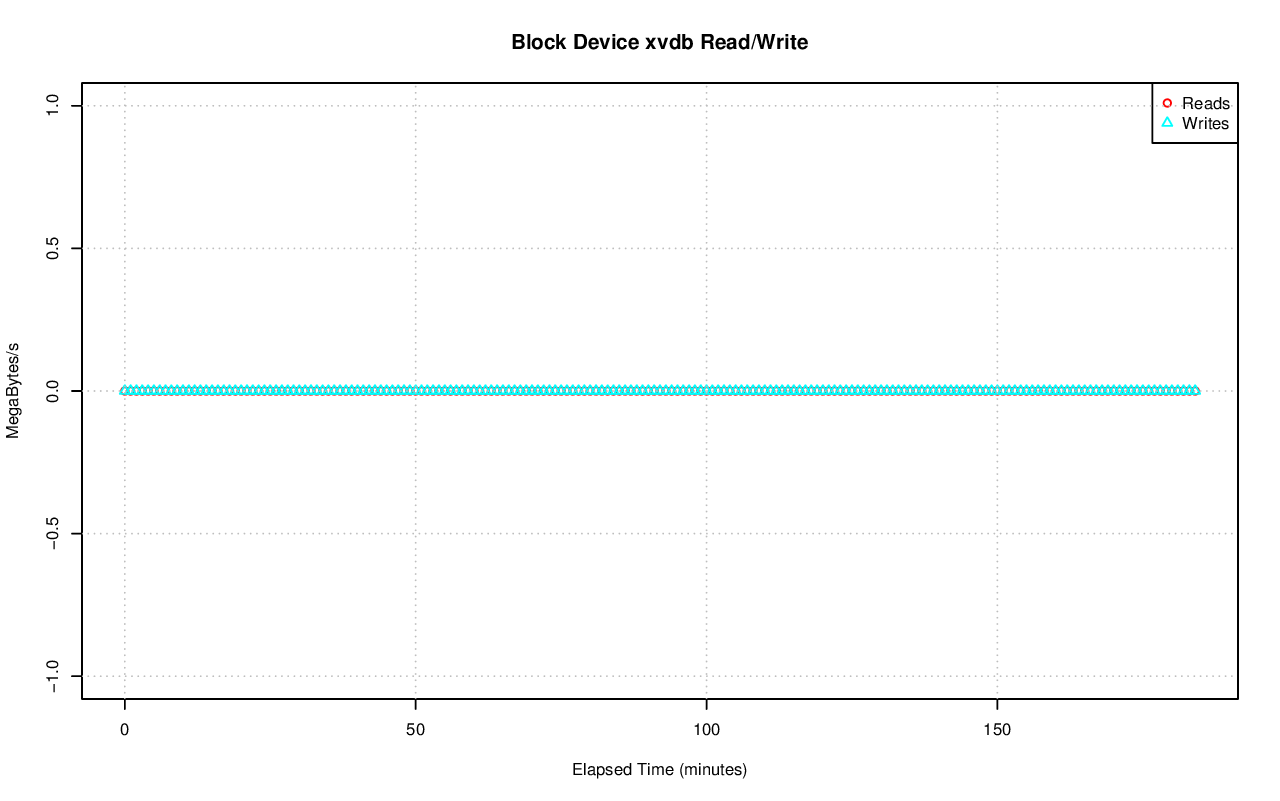 Block Device xvdb Read/Write
Reads
Writes
MegaBytes/s
1.0
0.5
0.0
−0.5
−1.0
0
50
100
150
Elapsed Time (minutes)